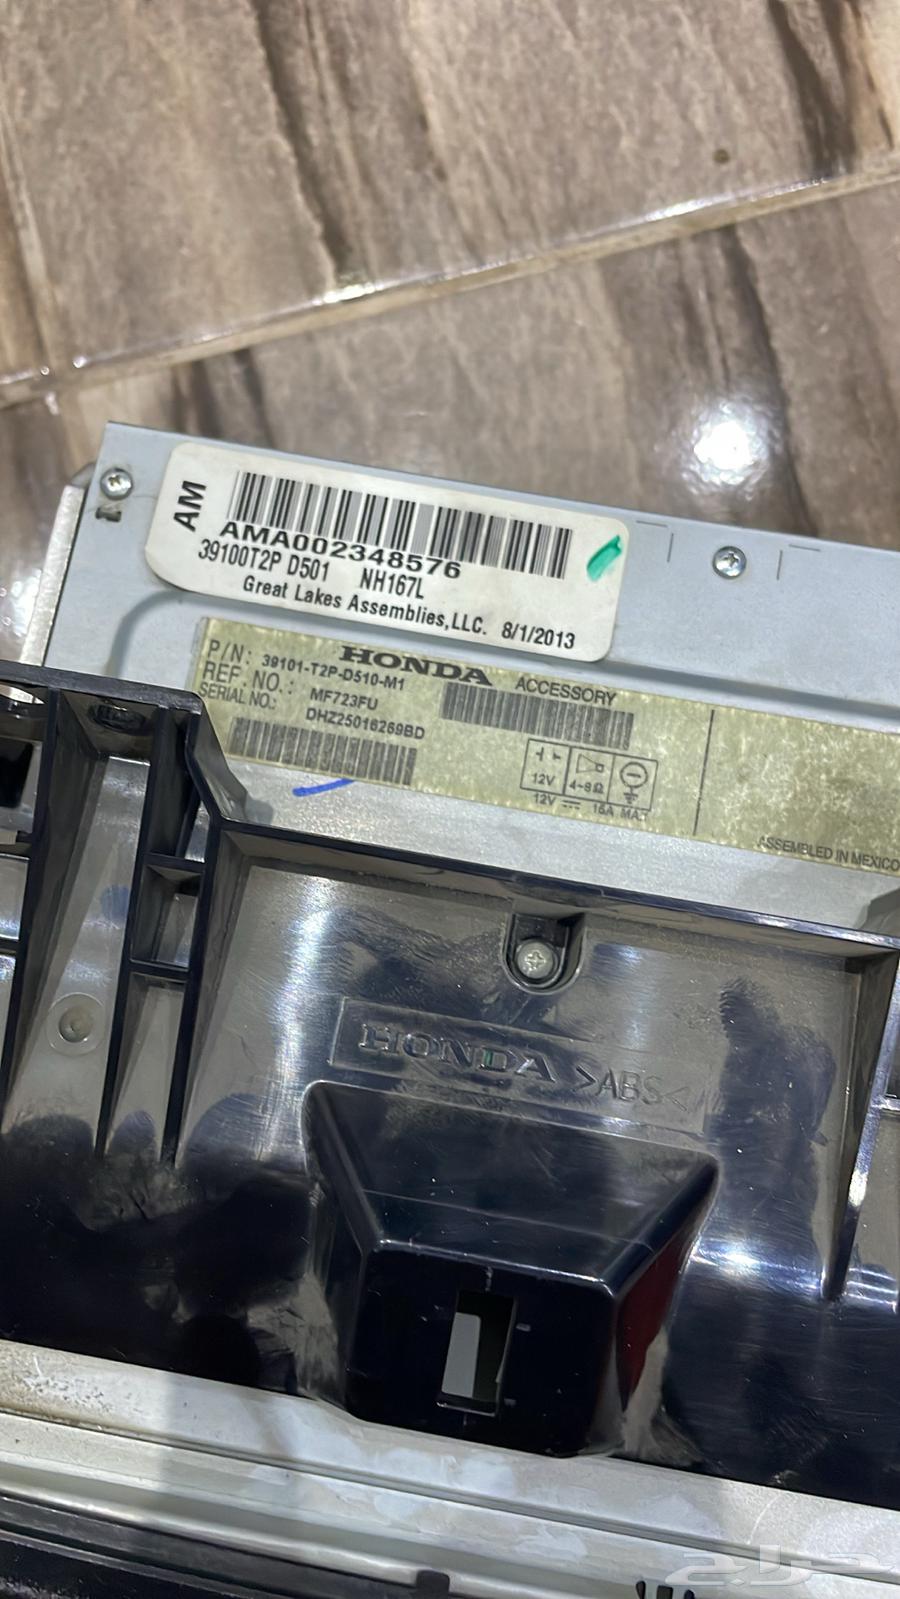 AM
AMA002348576
39100T2P D501 NH167L
Great Lakes Assemblies, LLC. 8/1/2013
HONDA ACCESSORY
P/N: 39101-T2P-D510-M1
REF. NO.: MF723FU
SERIAL NO.: DHZ25016269BD
12V 4~8Ω
12V 15A MAX
ASSEMBLED IN MEXICO
HONDA >ABS<
حراج